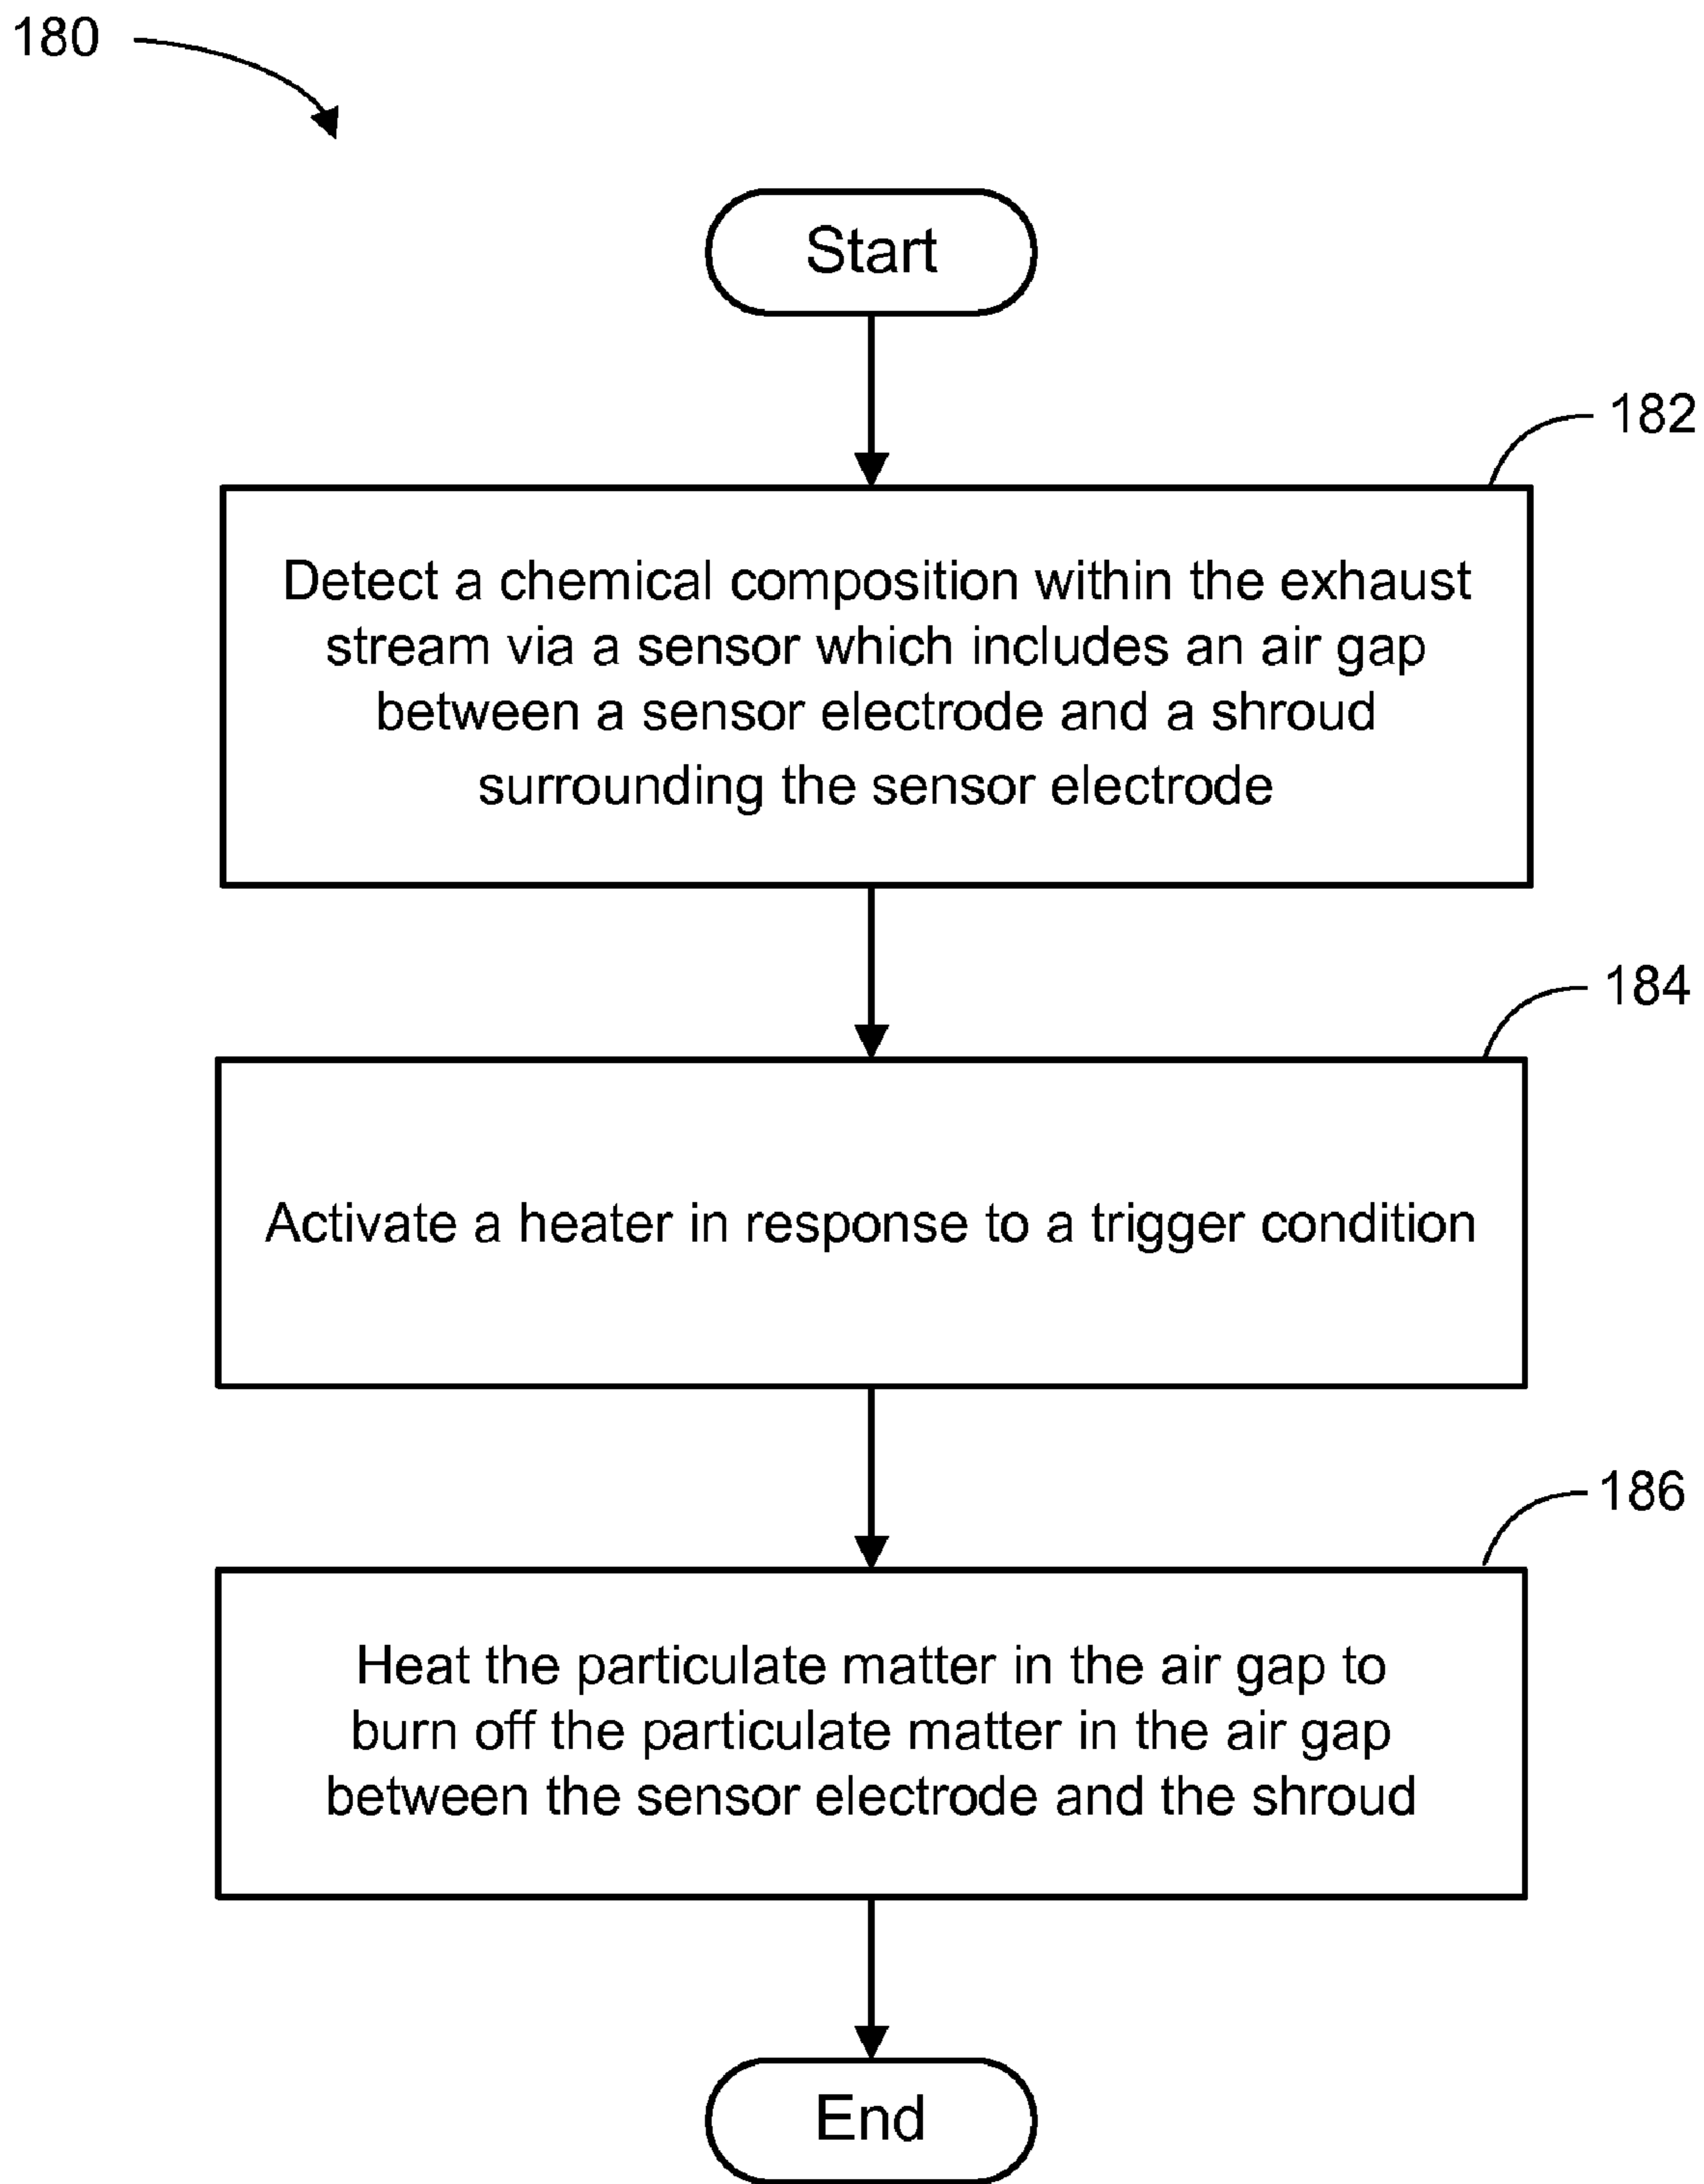 180
Start
182
Detect a chemical composition within the exhaust
stream via a sensor which includes an air gap
between a sensor electrode and a shroud
surrounding the sensor electrode
184
Activate a heater in response to a trigger condition
186
Heat the particulate matter in the air gap to
burn off the particulate matter in the air gap
between the sensor electrode and the shroud
End